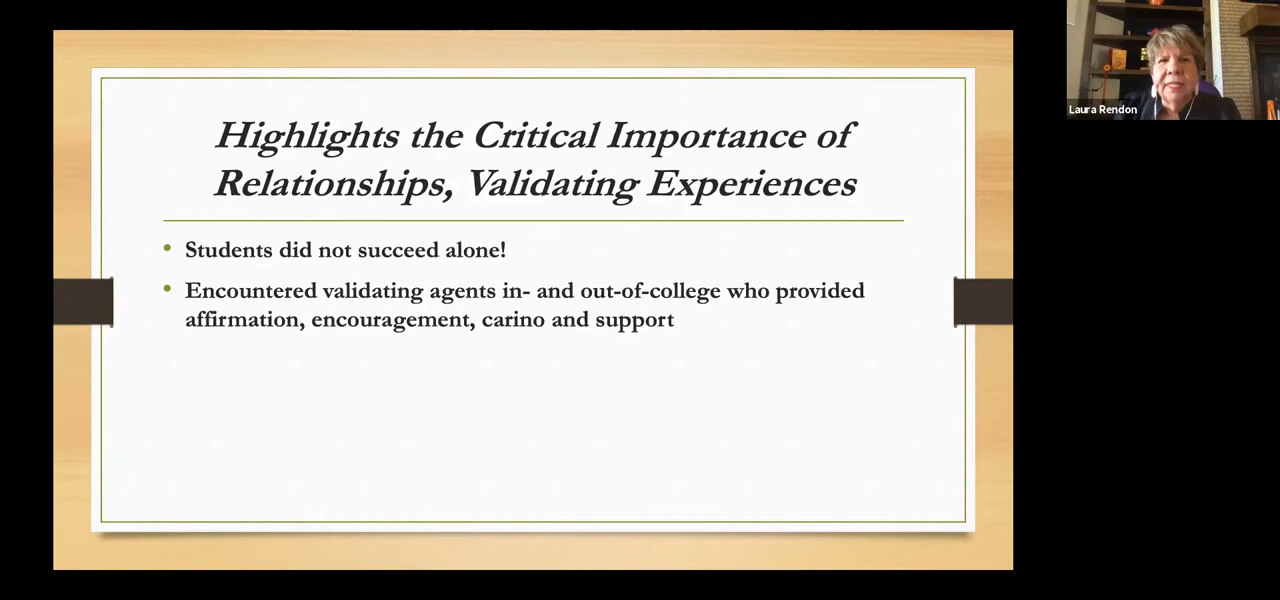 Highlights the Critical Importance of
Relationships, Validating Experiences
• Students did not succeed alone!
• Encountered validating agents in- and out-of-college who provided
affirmation, encouragement, carino and support
Laura Rendon